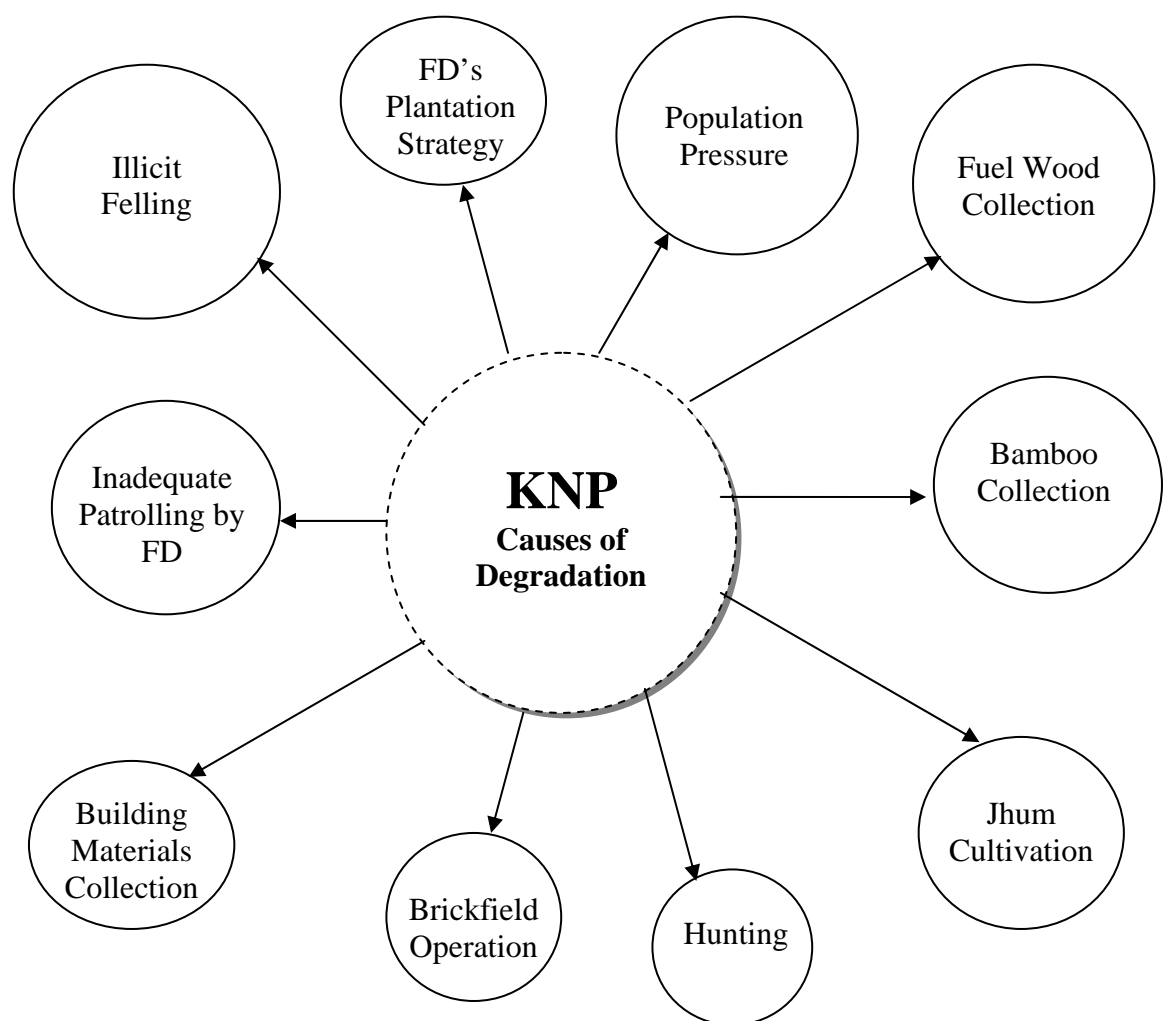 FD's
Plantation
Strategy
Population
Pressure
Illicit
Felling
Fuel Wood
Collection
Inadequate
Patrolling by
FD
KNP
Causes of
Degradation
Bamboo
Collection
Building
Materials
Collection
Brickfield
Operation
Hunting
Jhum
Cultivation